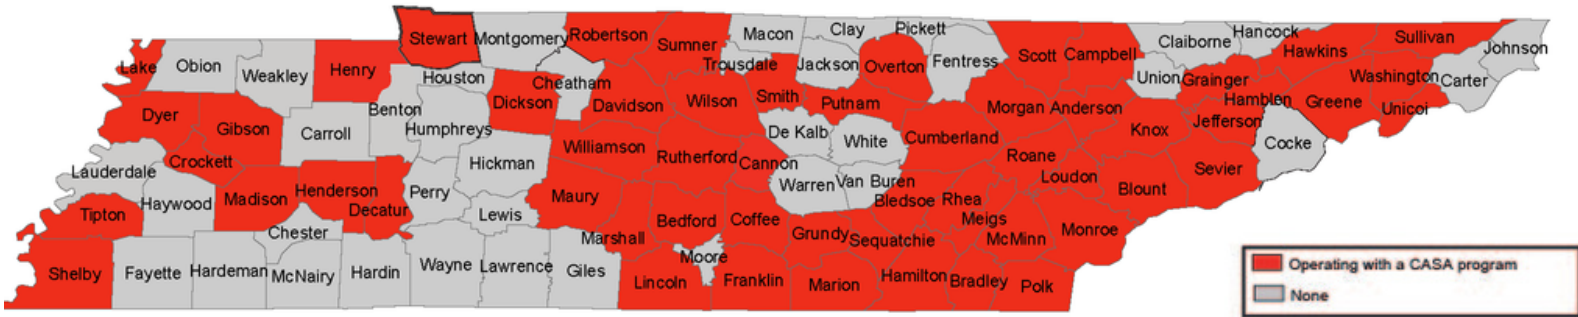 Stewart
Montgomery
Robertson
Sumner
Macon
Clay
Pickett
Scott
Campbell
Claiborne
Hancock
Hawkins
Sullivan
Johnson
Lake
Obion
Weakley
Henry
Houston
Cheatham
Trousdale
Jackson
Overton
Fentress
Union
Grainger
Washington
Carter
Dyer
Gibson
Carroll
Benton
Humphreys
Dickson
Davidson
Wilson
Smith
Putnam
Morgan
Anderson
Knox
Hamblen
Jefferson
Greene
Unicoi
Lauderdale
Crockett
Hickman
Williamson
Rutherford
Cannon
De Kalb
White
Cumberland
Roane
Loudon
Blount
Sevier
Cocke
Tipton
Haywood
Madison
Henderson
Decatur
Perry
Lewis
Maury
Bedford
Coffee
Warren
Van Buren
Bledsoe
Rhea
Meigs
McMinn
Monroe
Chester
Marshall
Moore
Grundy
Sequatchie
Shelby
Fayette
Hardeman
McNairy
Hardin
Wayne
Lawrence
Giles
Lincoln
Franklin
Marion
Hamilton
Bradley
Polk
Operating with a CASA program
None